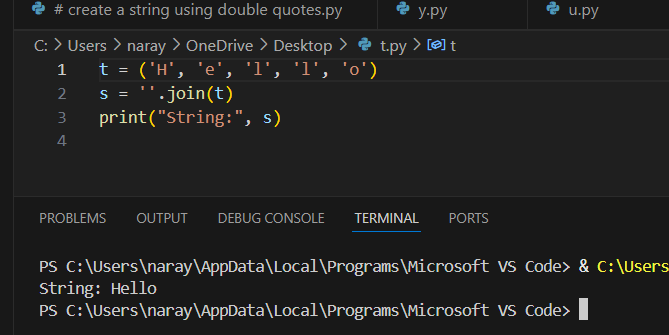 # create a string using double quotes.py y.py u.py
C: > Users > naray > OneDrive > Desktop > t.py > t
1 t = ('H', 'e', 'l', 'l', 'o')
2 s = ''.join(t)
3 print("String:", s)
4
PROBLEMS OUTPUT DEBUG CONSOLE TERMINAL PORTS
PS C:\Users\naray\AppData\Local\Programs\Microsoft VS Code> & C:\Users
String: Hello
PS C:\Users\naray\AppData\Local\Programs\Microsoft VS Code>